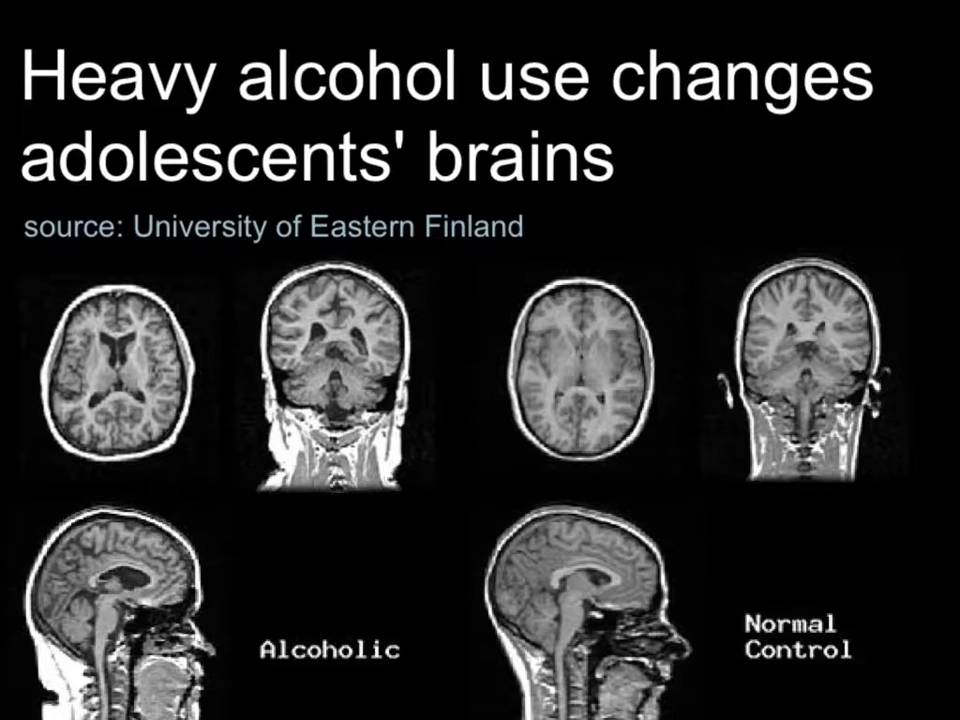 Heavy alcohol use changes
adolescents' brains
source: University of Eastern Finland
Alcoholic
Normal
Control